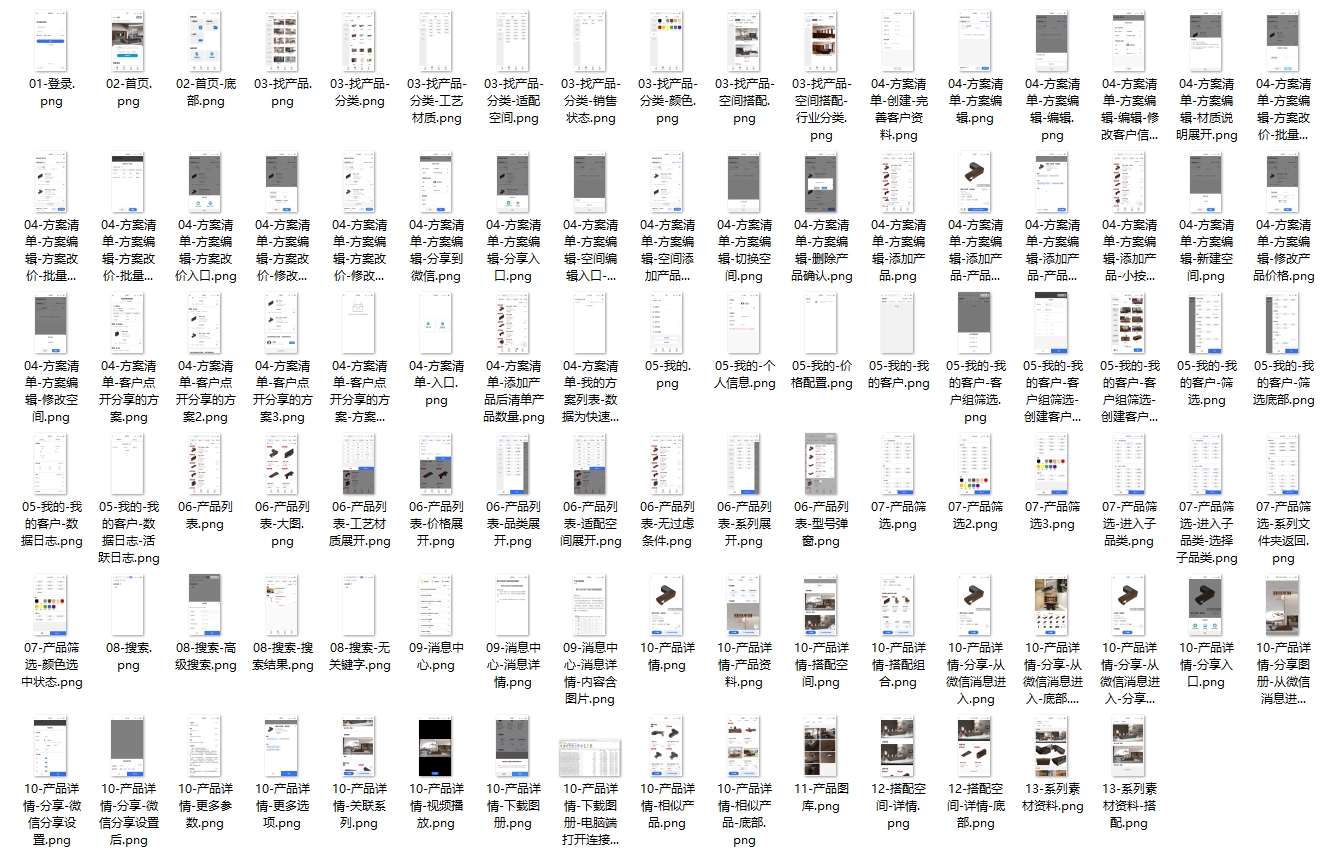 01-登录.
png
02-首页.
png
02-首页-底
部.png
03-找产品.
png
03-找产品-
分类.png
03-找产品-
分类-工艺
材质.png
03-找产品-
分类-适配
空间.png
03-找产品-
分类-销售
状态.png
03-找产品-
分类-颜色.
png
03-找产品-
空间搭配.
png
03-找产品-
空间搭配-
行业分类.
png
04-方案清
单-创建-完
善客户资
料.png
04-方案清
单-方案编
辑.png
04-方案清
单-方案编
辑-编辑.
png
04-方案清
单-方案编
辑-编辑-修
改客户信...
04-方案清
单-方案编
辑-材质说
明展开.png
04-方案清
单-方案编
辑-方案改
价-批量...
04-方案清
单-方案编
辑-方案改
价-批量...
04-方案清
单-方案编
辑-方案改
价-批量...
04-方案清
单-方案编
辑-方案改
价入口.png
04-方案清
单-方案编
辑-方案改
价-修改...
04-方案清
单-方案编
辑-方案改
价-修改...
04-方案清
单-方案编
辑-分享到
微信.png
04-方案清
单-方案编
辑-分享入
口.png
04-方案清
单-方案编
辑-空间编
辑入口-...
04-方案清
单-方案编
辑-空间添
加产品...
04-方案清
单-方案编
辑-切换空
间.png
04-方案清
单-方案编
辑-删除产
品确认.png
04-方案清
单-方案编
辑-添加产
品.png
04-方案清
单-方案编
辑-添加产
品-产品...
04-方案清
单-方案编
辑-添加产
品-产品...
04-方案清
单-方案编
辑-添加产
品-小按...
04-方案清
单-方案编
辑-新建空
间.png
04-方案清
单-方案编
辑-修改产
品价格.png
04-方案清
单-方案编
辑-修改空
间.png
04-方案清
单-客户点
开分享的方
案.png
04-方案清
单-客户点
开分享的方
案2.png
04-方案清
单-客户点
开分享的方
案3.png
04-方案清
单-客户点
开分享的方
案-方案...
04-方案清
单-入口.
png
04-方案清
单-添加产
品后清单产
品数量.png
04-方案清
单-我的方
案列表-数
据为快速...
05-我的.
png
05-我的-个
人信息.png
05-我的-价
格配置.png
05-我的-我
的客户.png
05-我的-我
的客户-客
户组筛选.
png
05-我的-我
的客户-客
户组筛选-
创建客户...
05-我的-我
的客户-客
户组筛选-
创建客户...
05-我的-我
的客户-筛
选.png
05-我的-我
的客户-筛
选底部.png
05-我的-我
的客户-数
据日志.png
05-我的-我
的客户-数
据日志-活
跃日志.png
06-产品列
表.png
06-产品列
表-大图.
png
06-产品列
表-工艺材
质展开.png
06-产品列
表-价格展
开.png
06-产品列
表-品类展
开.png
06-产品列
表-适配空
间展开.png
06-产品列
表-无过虑
条件.png
06-产品列
表-系列展
开.png
06-产品列
表-型号弹
窗.png
07-产品筛
选.png
07-产品筛
选2.png
07-产品筛
选3.png
07-产品筛
选-进入子
品类.png
07-产品筛
选-进入子
品类-选择
子品类.png
07-产品筛
选-系列文
件夹返回.
png
07-产品筛
选-颜色选
中状态.png
08-搜索.
png
08-搜索-高
级搜索.png
08-搜索-搜
索结果.png
08-搜索-无
关键字.png
09-消息中
心.png
09-消息中
心-消息详
情.png
09-消息中
心-消息详
情-内容含
图片.png
10-产品详
情.png
10-产品详
情-产品资
料.png
10-产品详
情-搭配空
间.png
10-产品详
情-搭配组
合.png
10-产品详
情-分享-从
微信消息进
入.png
10-产品详
情-分享-从
微信消息进
入-底部....
10-产品详
情-分享-从
微信消息进
入-分享...
10-产品详
情-分享入
口.png
10-产品详
情-分享图
册-从微信
消息进...
10-产品详
情-分享-微
信分享设
置.png
10-产品详
情-分享-微
信分享设置
后.png
10-产品详
情-更多参
数.png
10-产品详
情-更多选
项.png
10-产品详
情-关联系
列.png
10-产品详
情-视频播
放.png
10-产品详
情-下载图
册.png
10-产品详
情-下载图
册-电脑端
打开连接...
10-产品详
情-相似产
品.png
10-产品详
情-相似产
品-底部.
png
11-产品图
库.png
12-搭配空
间-详情.
png
12-搭配空
间-详情-底
部.png
13-系列素
材资料.png
13-系列素
材资料-搭
配.png